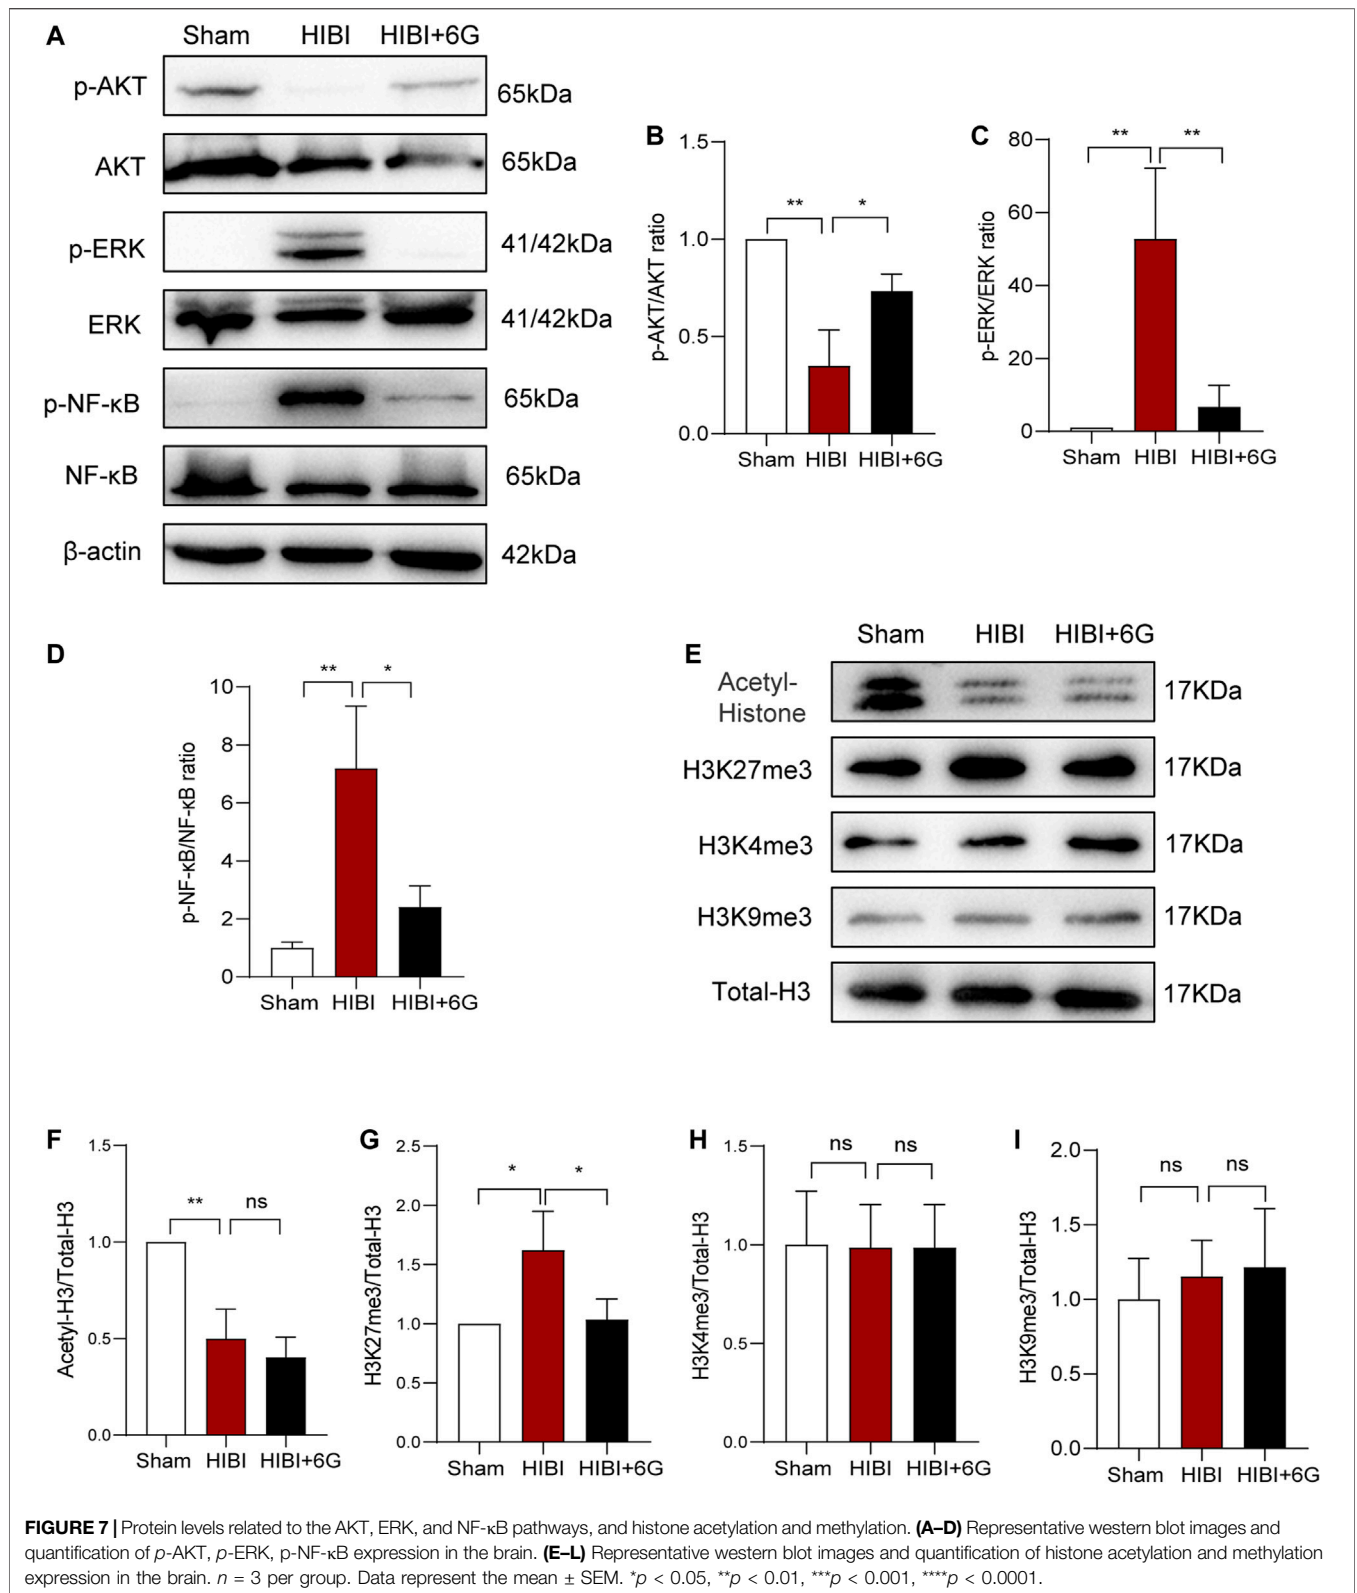 A
Sham HIBI HIBI+6G
p-AKT 65kDa
AKT 65kDa
p-ERK 41/42kDa
ERK 41/42kDa
p-NF-κB 65kDa
NF-κB 65kDa
β-actin 42kDa
B
p-AKT/AKT ratio
1.5
1.0
0.5
0.0
** *
Sham HIBI HIBI+6G
C
p-ERK/ERK ratio
80
60
40
20
0
** **
Sham HIBI HIBI+6G
D
p-NF-κB/NF-κB ratio
10
8
6
4
2
0
** *
Sham HIBI HIBI+6G
E
Sham HIBI HIBI+6G
Acetyl-
Histone 17KDa
H3K27me3 17KDa
H3K4me3 17KDa
H3K9me3 17KDa
Total-H3 17KDa
F
Acetyl-H3/Total-H3
1.5
1.0
0.5
0.0
** ns
Sham HIBI HIBI+6G
G
H3K27me3/Total-H3
2.5
2.0
1.5
1.0
0.5
0.0
* *
Sham HIBI HIBI+6G
H
H3K4me3/Total-H3
1.5
1.0
0.5
0.0
ns ns
Sham HIBI HIBI+6G
I
H3K9me3/Total-H3
2.0
1.5
1.0
0.5
0.0
ns ns
Sham HIBI HIBI+6G
FIGURE 7 | Protein levels related to the AKT, ERK, and NF-κB pathways, and histone acetylation and methylation. (A–D) Representative western blot images and
quantification of p-AKT, p-ERK, p-NF-κB expression in the brain. (E–L) Representative western blot images and quantification of histone acetylation and methylation
expression in the brain. n = 3 per group. Data represent the mean ± SEM. *p < 0.05, **p < 0.01, ***p < 0.001, ****p < 0.0001.